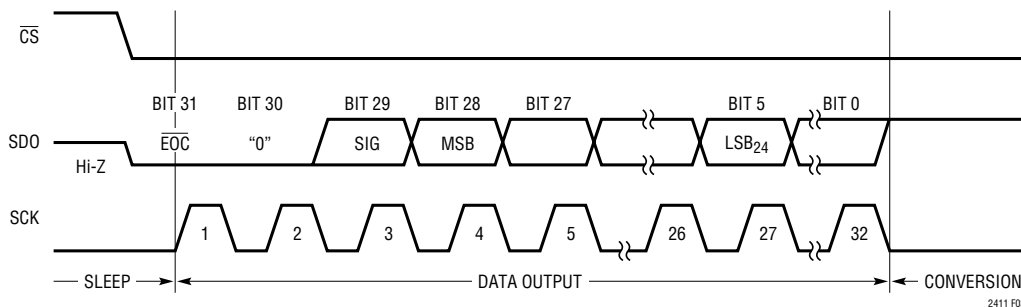 CS
BIT 31 BIT 30 BIT 29 BIT 28 BIT 27 BIT 5 BIT 0
SDO EOC “0” SIG MSB LSB24
Hi-Z
SCK
1 2 3 4 5 26 27 32
SLEEP DATA OUTPUT CONVERSION
2411 F0